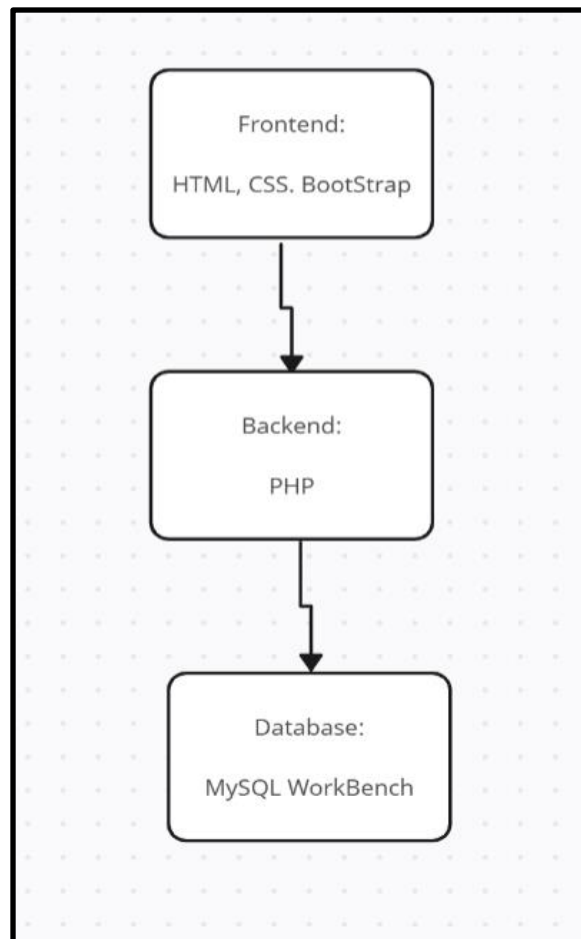 Frontend:
HTML, CSS. BootStrap
Backend:
PHP
Database:
MySQL WorkBench